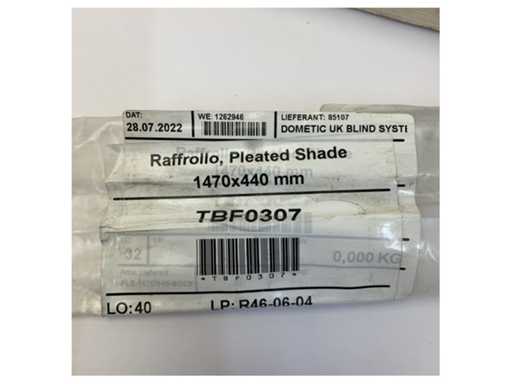 DAT: WE: 1262946 LIEFERANT: 85107
28.07.2022 DOMETIC UK BLIND SYSTE
Raffrollo, Pleated Shade
1470x440 mm
TBF0307
32 0,000 KG
*TBF0307*
LO:40 LP: R46-06-04